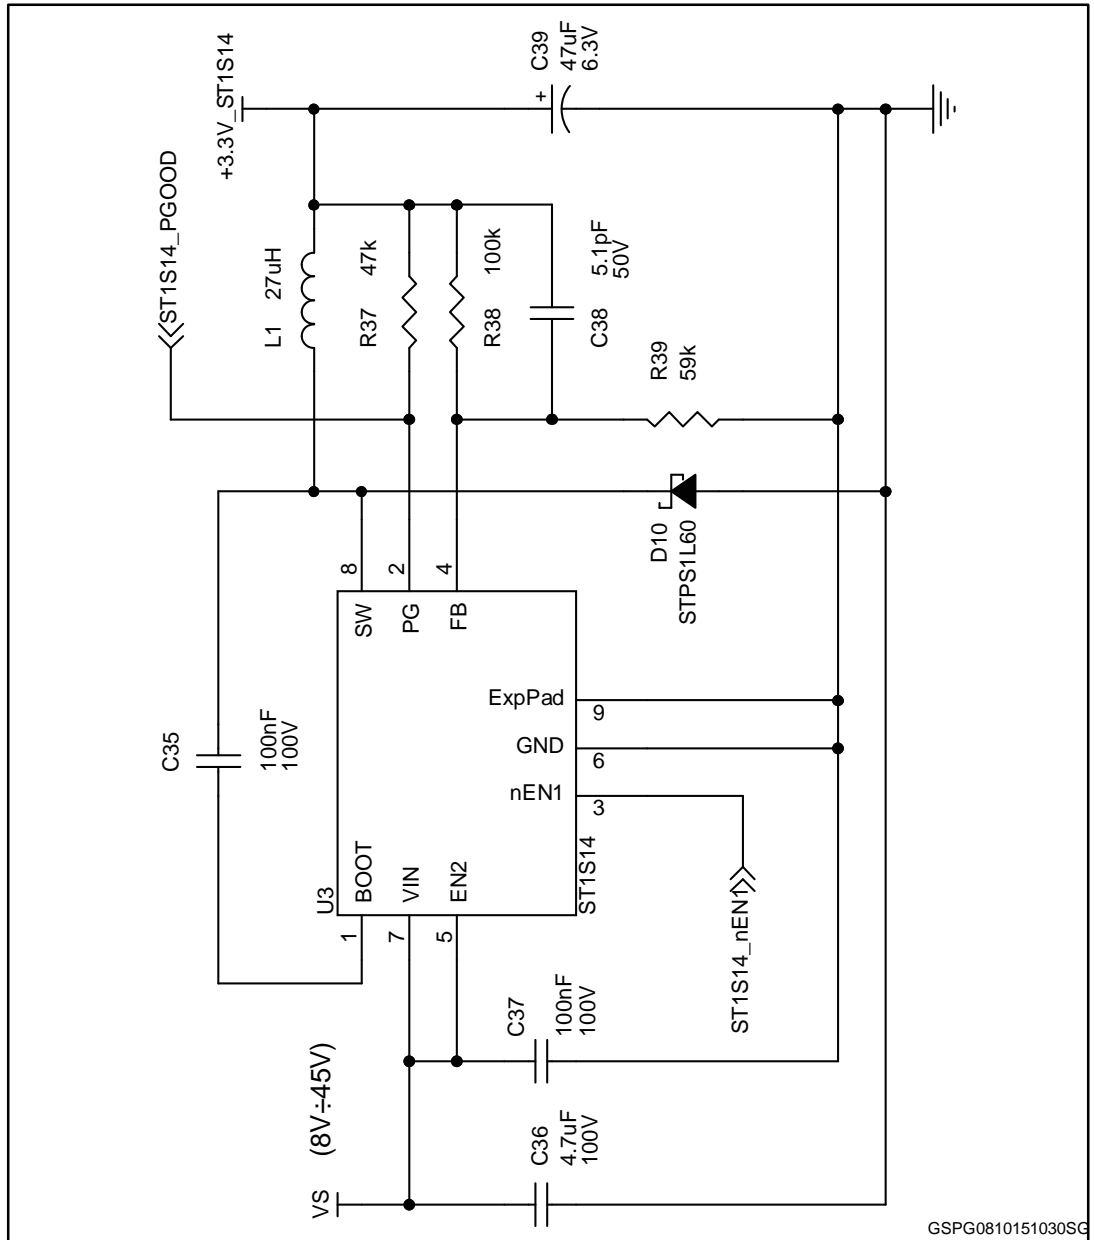 VS
(8V÷45V)
C36
4.7uF
100V
C37
100nF
100V
U3
1
BOOT
7
VIN
5
EN2
ST1S14
nEN1
3
GND
6
ExpPad
9
ST1S14_nEN1
SW
8
PG
2
FB
4
C35
100nF
100V
D10
STPS1L60
L1 27uH
R37 47k
R38 100k
C38
5.1pF
50V
R39
59k
ST1S14_PGOOD
+3.3V_ST1S14
C39
47uF
6.3V
+
GSPG0810151030SG